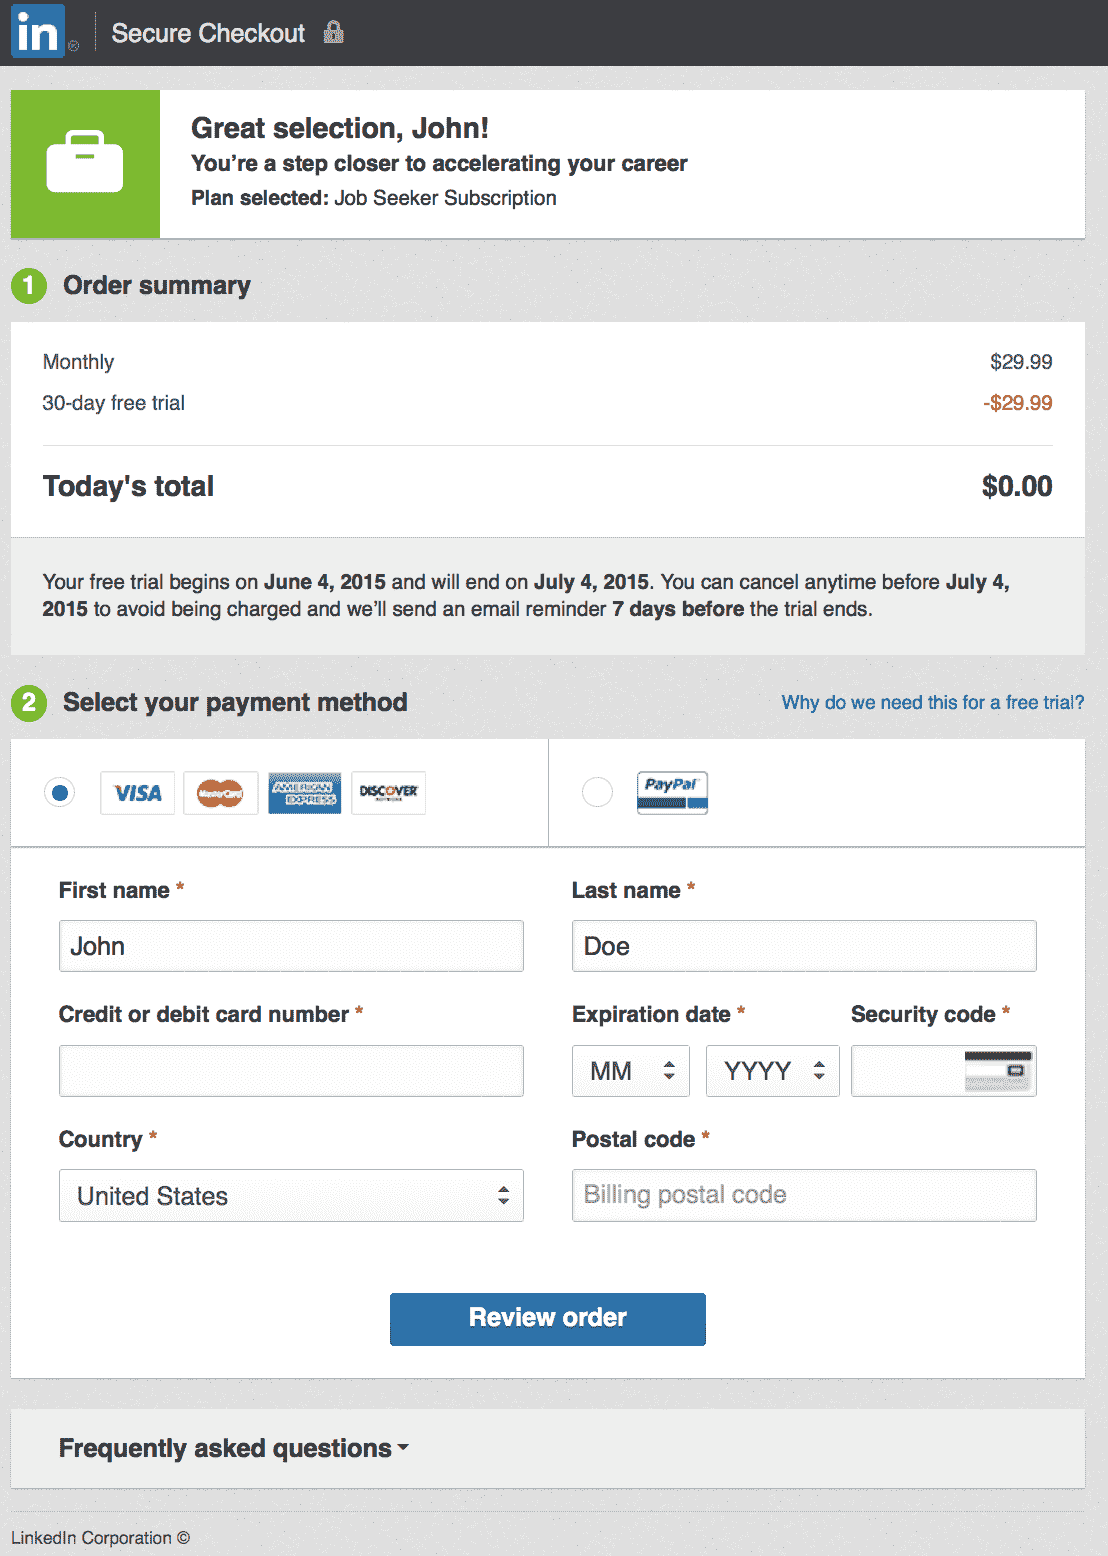 in ®
Secure Checkout
Great selection, John!
You're a step closer to accelerating your career
Plan selected: Job Seeker Subscription
1 Order summary
Monthly $29.99
30-day free trial -$29.99
Today's total $0.00
Your free trial begins on June 4, 2015 and will end on July 4, 2015. You can cancel anytime before July 4,
2015 to avoid being charged and we'll send an email reminder 7 days before the trial ends.
2 Select your payment method Why do we need this for a free trial?
VISA MasterCard AMERICAN EXPRESS DISCOVER PayPal
First name * Last name *
John Doe
Credit or debit card number * Expiration date * Security code *
MM YYYY
Country * Postal code *
United States Billing postal code
Review order
Frequently asked questions
LinkedIn Corporation ©